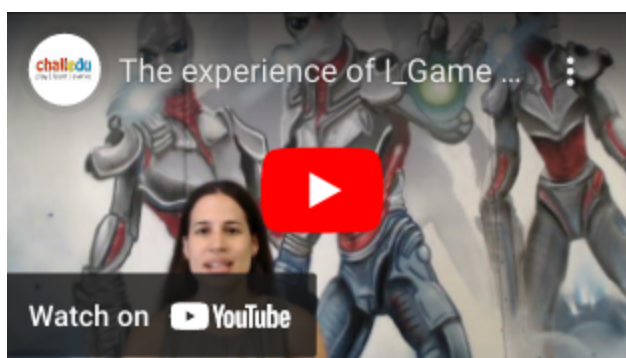 challedu
play | learn | evolve
The experience of I_Game ...
Watch on YouTube